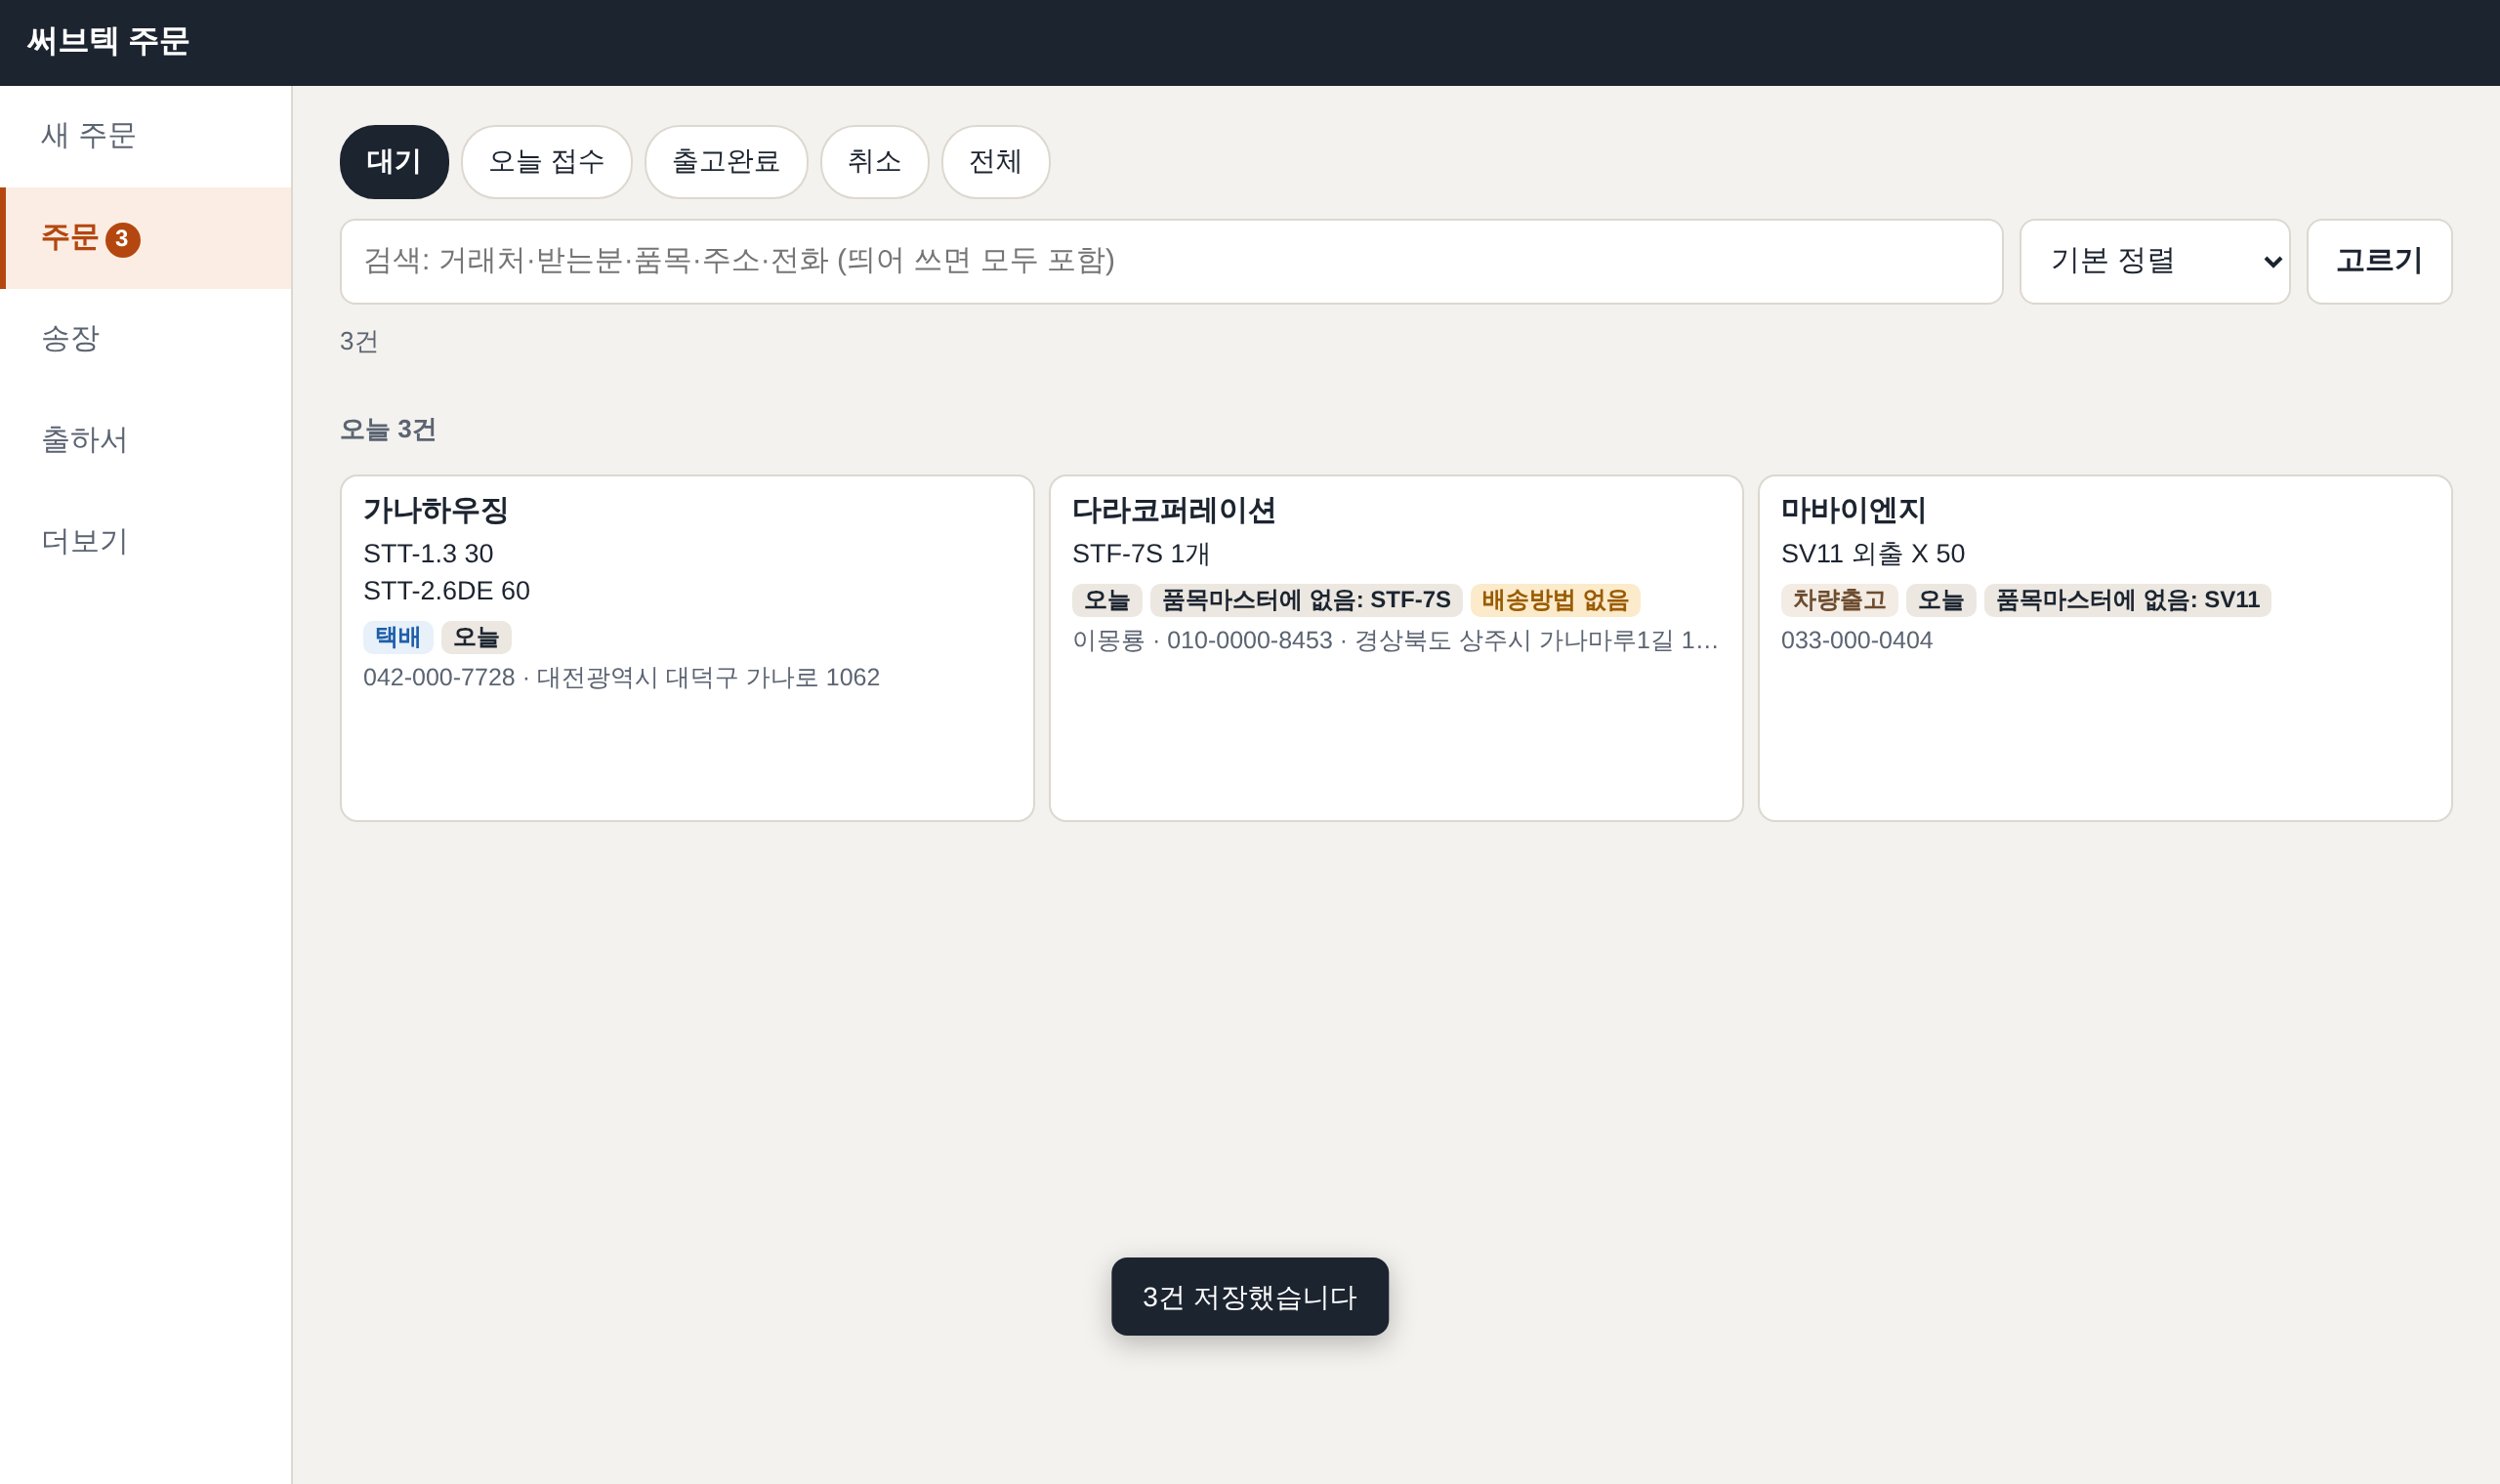 써브텍 주문
새 주문
주문 3
송장
출하서
더보기
대기 오늘 접수 출고완료 취소 전체
검색: 거래처·받는분·품목·주소·전화 (띄어 쓰면 모두 포함) 기본 정렬 고르기
3건
오늘 3건
가나하우징
STT-1.3 30
STT-2.6DE 60
택배 오늘
042-000-7728 · 대전광역시 대덕구 가나로 1062
다라코퍼레이션
STF-7S 1개
오늘 품목마스터에 없음: STF-7S 배송방법 없음
이몽룡 · 010-0000-8453 · 경상북도 상주시 가나마루1길 1…
마바이엔지
SV11 외출 X 50
차량출고 오늘 품목마스터에 없음: SV11
033-000-0404
3건 저장했습니다